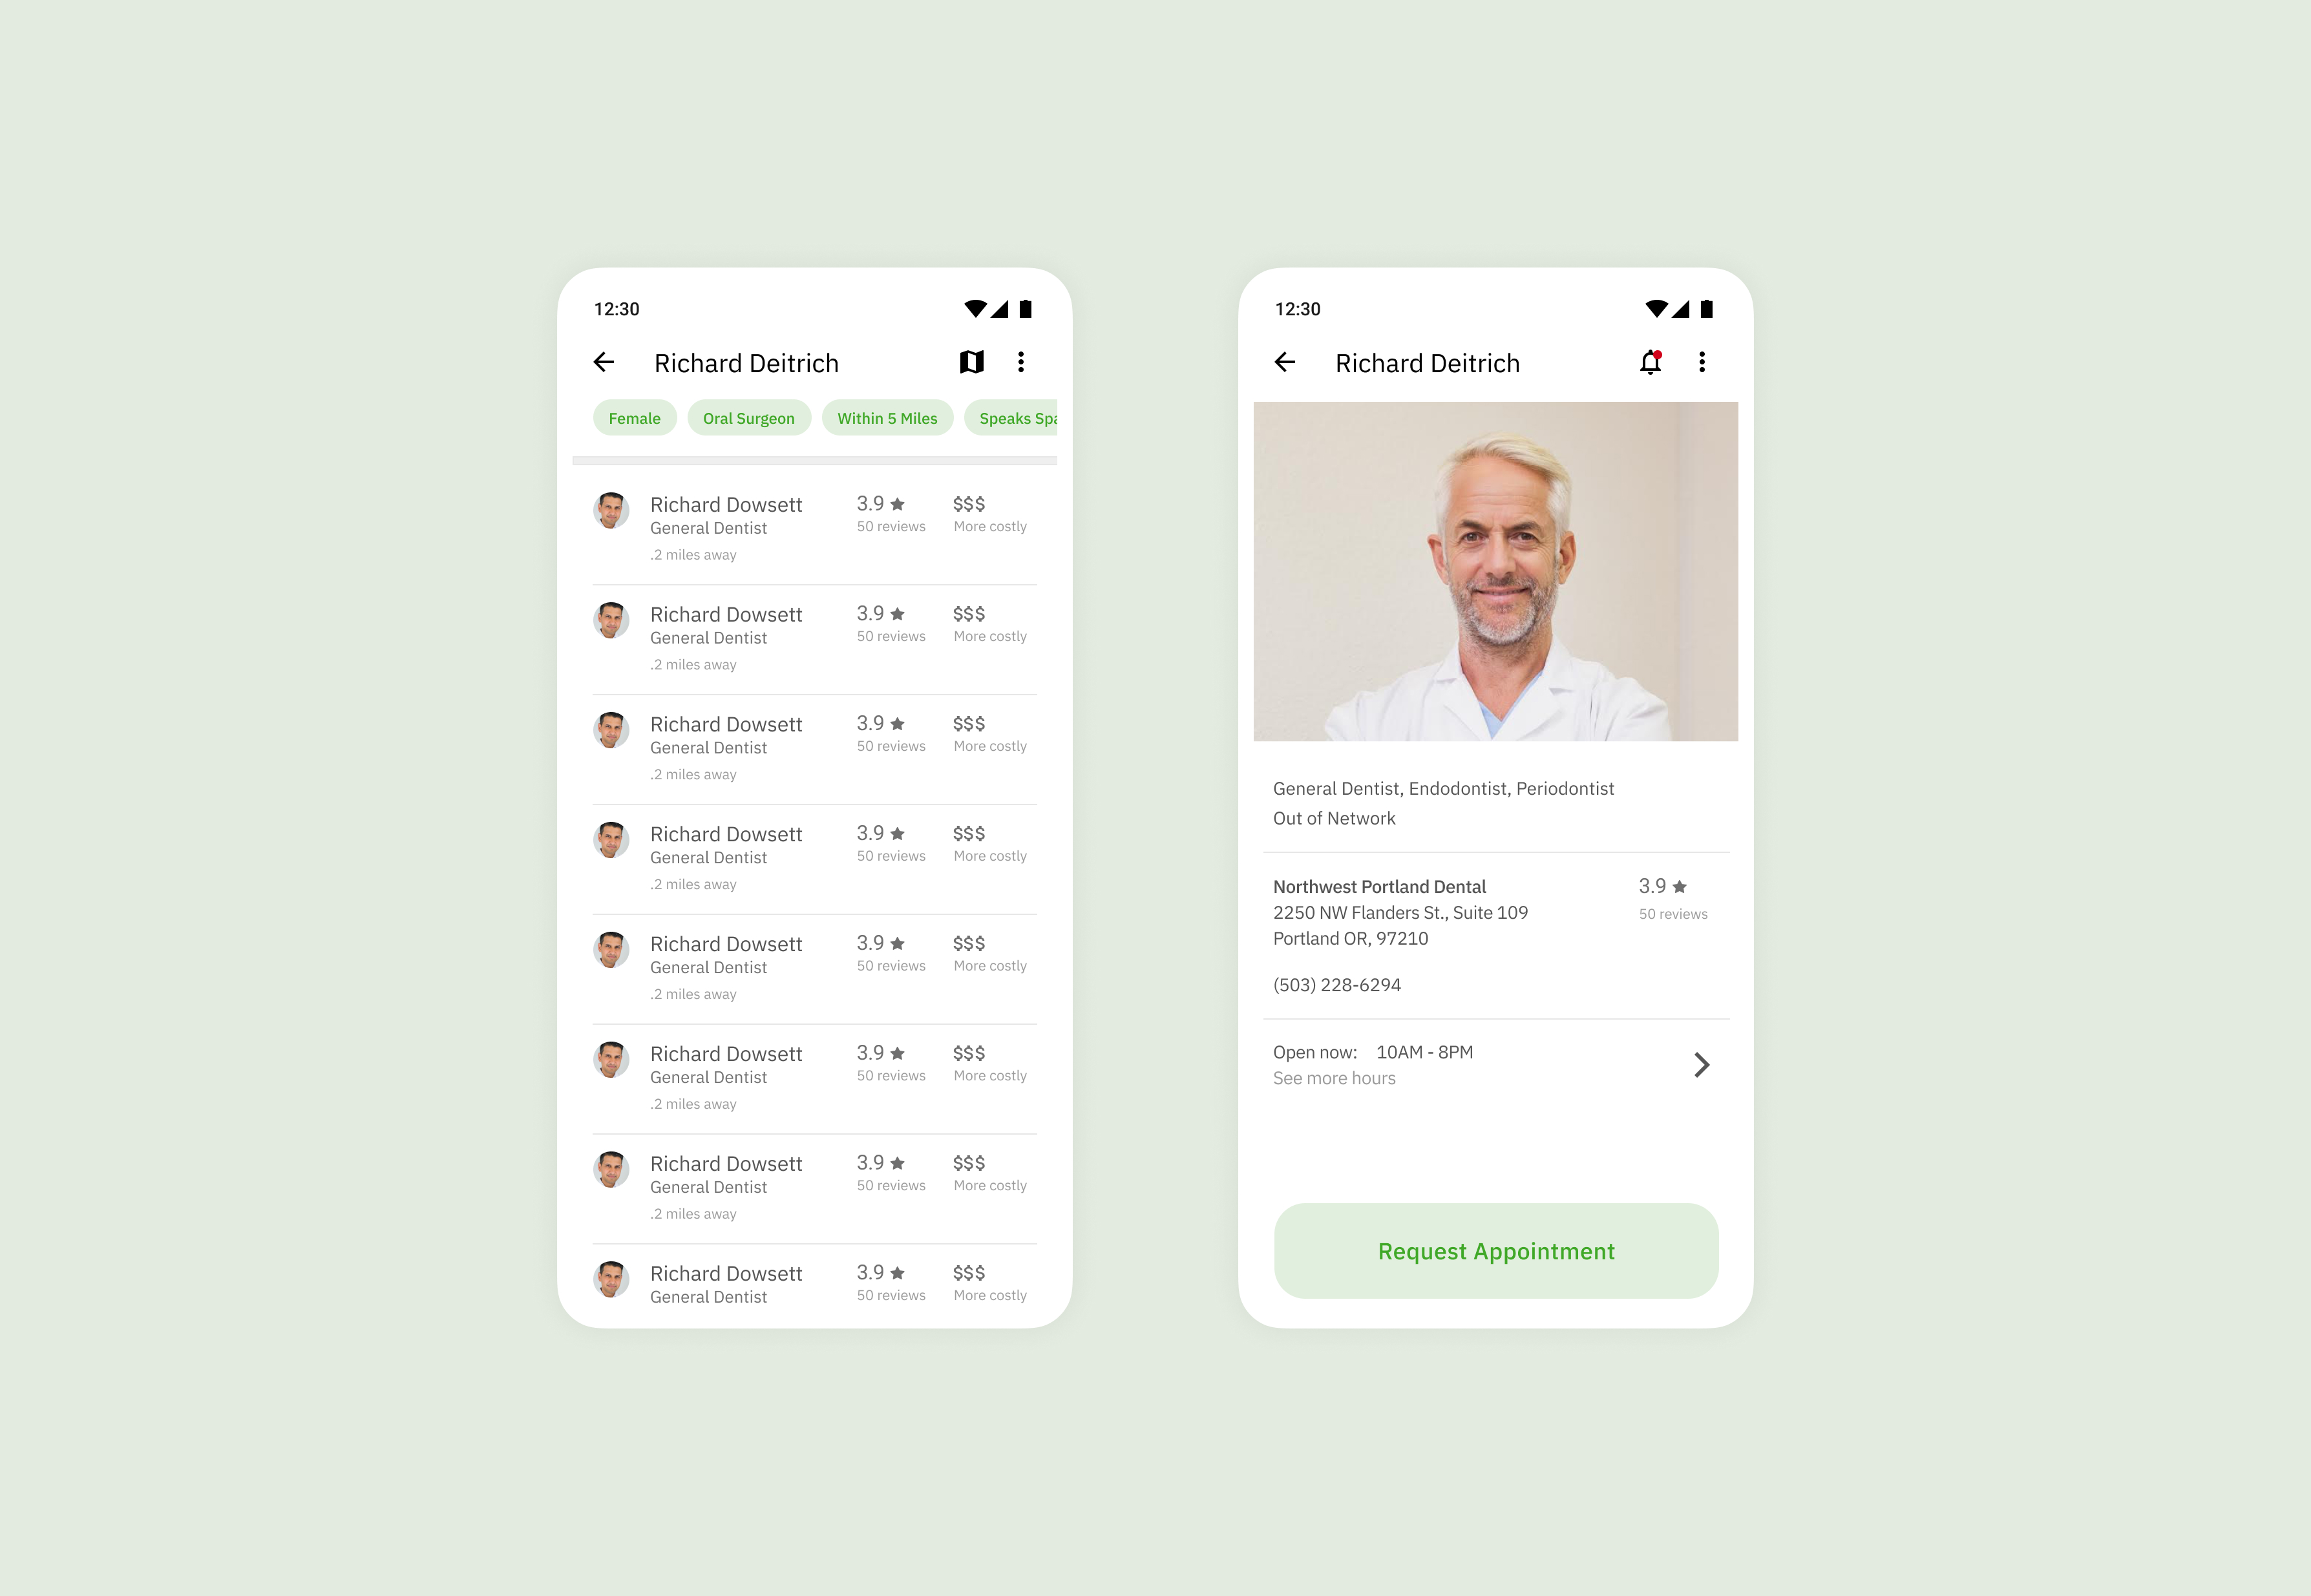 12:30
Richard Deitrich
Female Oral Surgeon Within 5 Miles Speaks Spa
Richard Dowsett 3.9 $$$
General Dentist 50 reviews More costly
.2 miles away
Richard Dowsett 3.9 $$$
General Dentist 50 reviews More costly
.2 miles away
Richard Dowsett 3.9 $$$
General Dentist 50 reviews More costly
.2 miles away
Richard Dowsett 3.9 $$$
General Dentist 50 reviews More costly
.2 miles away
Richard Dowsett 3.9 $$$
General Dentist 50 reviews More costly
.2 miles away
Richard Dowsett 3.9 $$$
General Dentist 50 reviews More costly
.2 miles away
Richard Dowsett 3.9 $$$
General Dentist 50 reviews More costly
.2 miles away
Richard Dowsett 3.9 $$$
General Dentist 50 reviews More costly
12:30
Richard Deitrich
General Dentist, Endodontist, Periodontist
Out of Network
Northwest Portland Dental 3.9
2250 NW Flanders St., Suite 109 50 reviews
Portland OR, 97210
(503) 228-6294
Open now: 10AM - 8PM
See more hours
Request Appointment